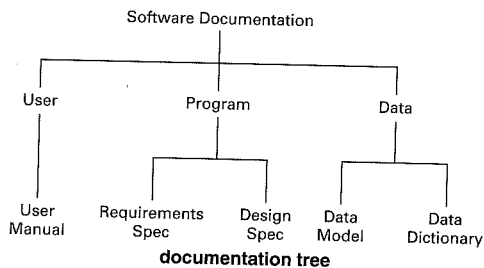 Software Documentation
User
Program
Data
User
Manual
Requirements
Spec
Design
Spec
Data
Model
Data
Dictionary
documentation tree